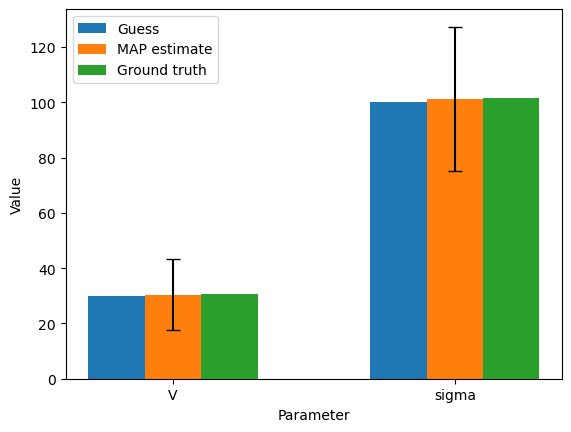 Guess
MAP estimate
Ground truth
120
100
80
60
40
20
0
Value
V
sigma
Parameter